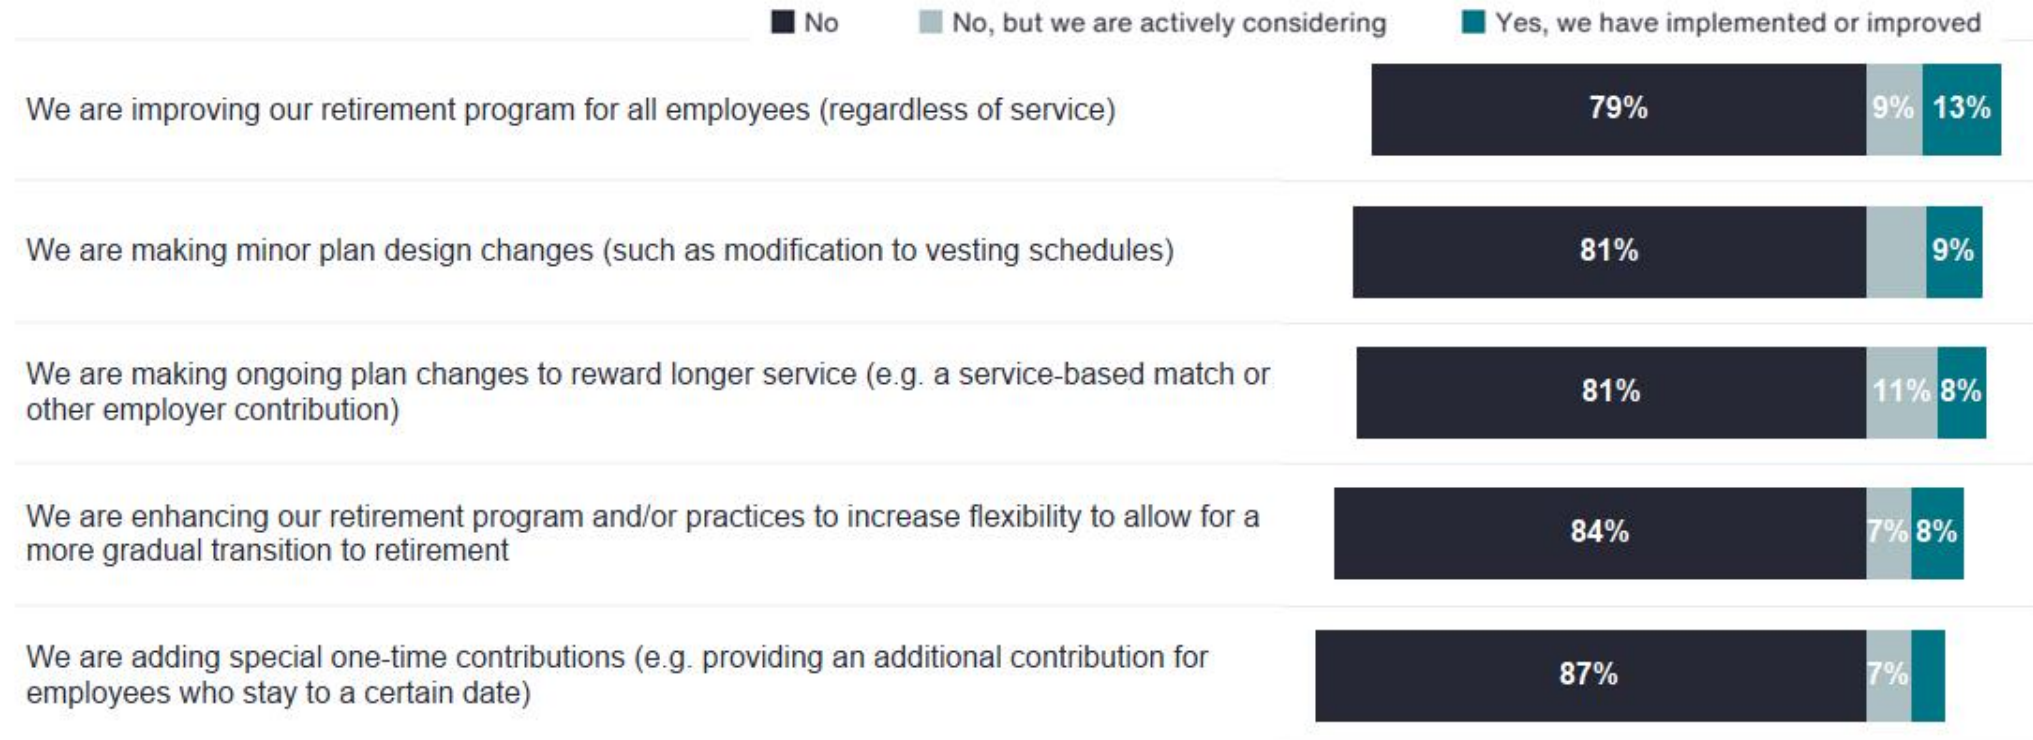 No No, but we are actively considering Yes, we have implemented or improved
We are improving our retirement program for all employees (regardless of service) 79% 9% 13%
We are making minor plan design changes (such as modification to vesting schedules) 81% 9%
We are making ongoing plan changes to reward longer service (e.g. a service-based match or
other employer contribution)
81% 11% 8%
We are enhancing our retirement program and/or practices to increase flexibility to allow for a
more gradual transition to retirement
84% 7% 8%
We are adding special one-time contributions (e.g. providing an additional contribution for
employees who stay to a certain date)
87% 7%